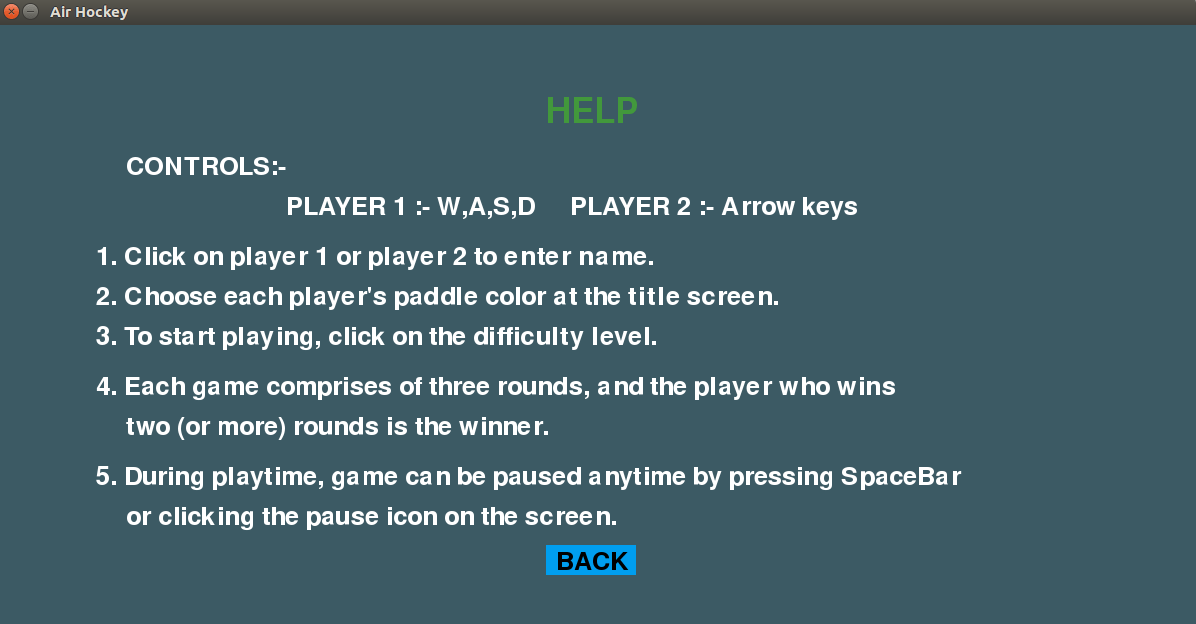 Air Hockey
HELP
CONTROLS:-
PLAYER 1 :- W,A,S,D PLAYER 2 :- Arrow keys
1. Click on player 1 or player 2 to enter name.
2. Choose each player's paddle color at the title screen.
3. To start playing, click on the difficulty level.
4. Each game comprises of three rounds, and the player who wins
two (or more) rounds is the winner.
5. During playtime, game can be paused anytime by pressing SpaceBar
or clicking the pause icon on the screen.
BACK